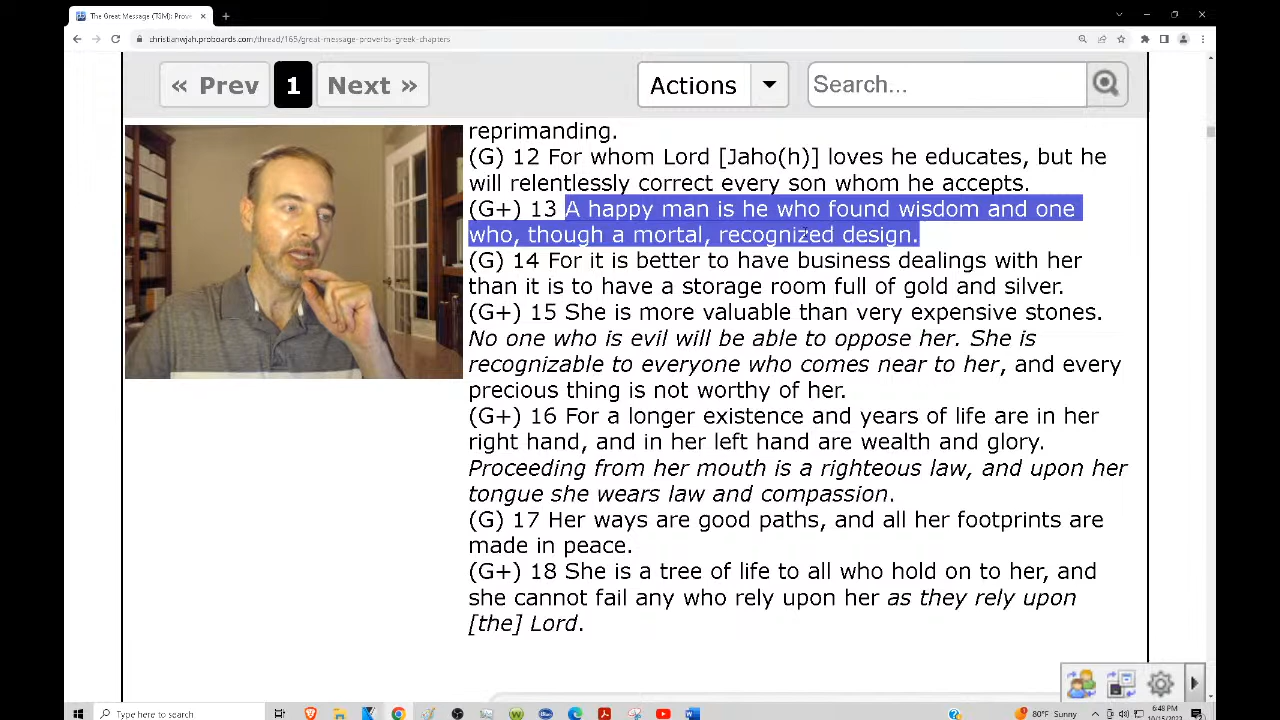 The Great Message (TGM): Prove
christianwjah.proboards.com/thread/165/great-message-proverbs-greek-chapters
« Prev 1 Next » Actions Search...
reprimanding.
(G) 12 For whom Lord [Jaho(h)] loves he educates, but he
will relentlessly correct every son whom he accepts.
(G+) 13 A happy man is he who found wisdom and one
who, though a mortal, recognized design.
(G) 14 For it is better to have business dealings with her
than it is to have a storage room full of gold and silver.
(G+) 15 She is more valuable than very expensive stones.
No one who is evil will be able to oppose her. She is
recognizable to everyone who comes near to her, and every
precious thing is not worthy of her.
(G+) 16 For a longer existence and years of life are in her
right hand, and in her left hand are wealth and glory.
Proceeding from her mouth is a righteous law, and upon her
tongue she wears law and compassion.
(G) 17 Her ways are good paths, and all her footprints are
made in peace.
(G+) 18 She is a tree of life to all who hold on to her, and
she cannot fail any who rely upon her as they rely upon
[the] Lord.
Type here to search
80°F Sunny
6:48 PM
10/15/2023